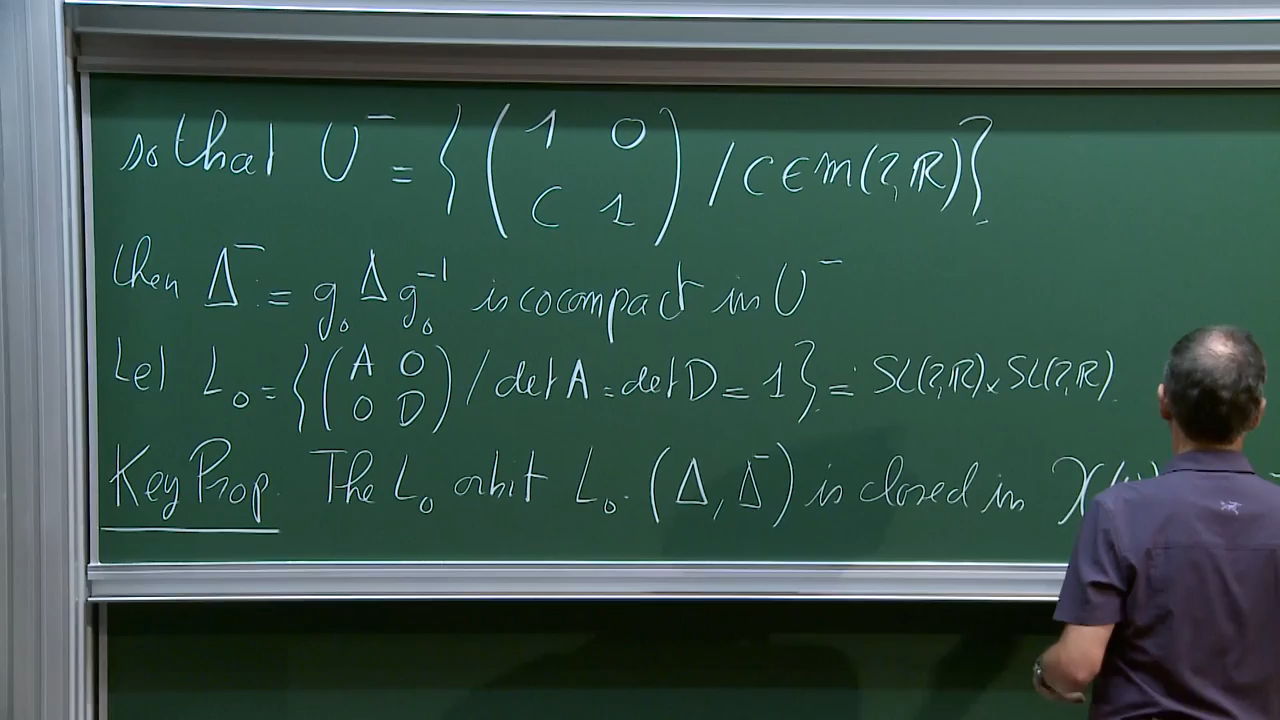 so that U⁻ = { ( 1 0 ; C 1 ) / C ∈ M(2,ℝ) }
then Δ⁻ := g₀ Δ g₀⁻¹ is cocompact in U⁻
Let L₀ = { ( A 0 ; 0 D ) / det A = det D = 1 } = SL(2,ℝ) × SL(2,ℝ).
Key Prop. The L₀ orbit L₀. (Δ, Δ⁻) is closed in X(